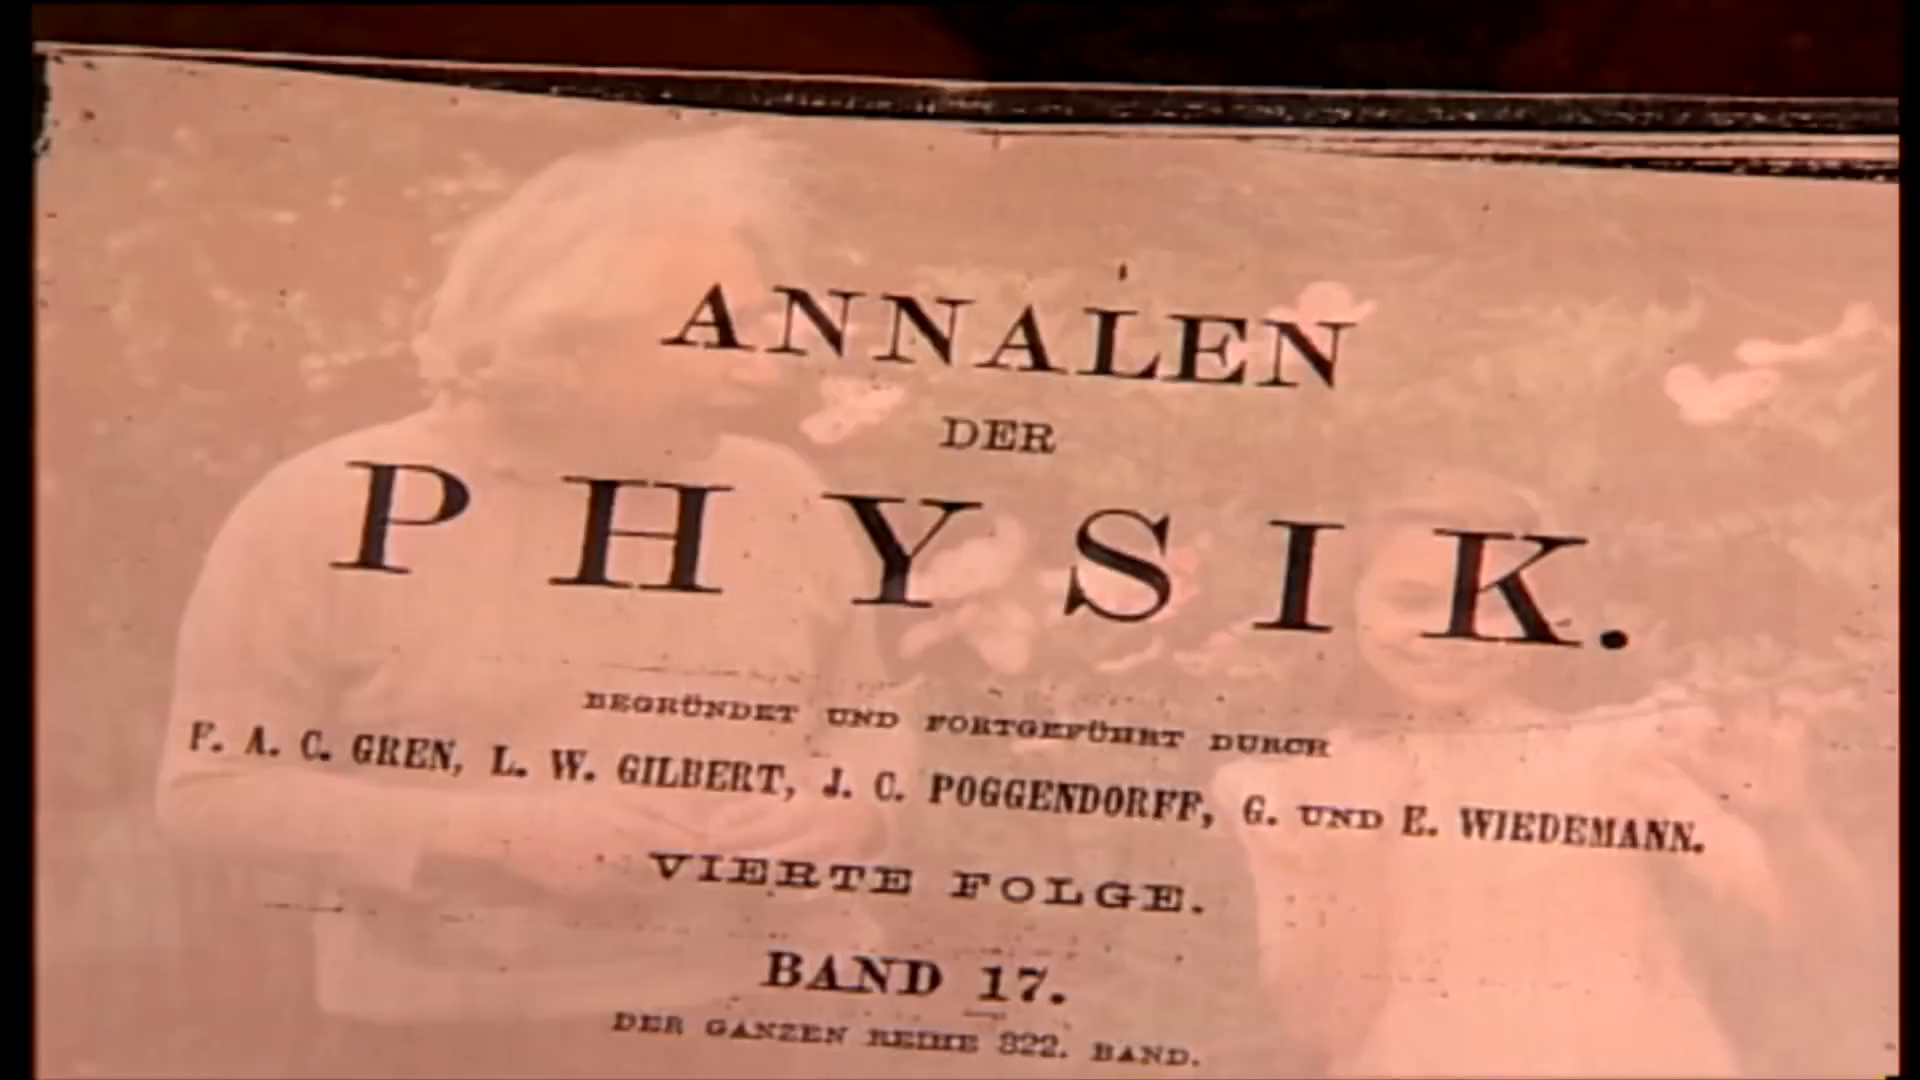 ANNALEN
DER
PHYSIK.
BEGRÜNDET UND FORTGEFÜHRT DURCH
F. A. C. GREN, L. W. GILBERT, J. C. POGGENDORFF, G. UND E. WIEDEMANN.
VIERTE FOLGE.
BAND 17.
DER GANZEN REIHE 322. BAND.